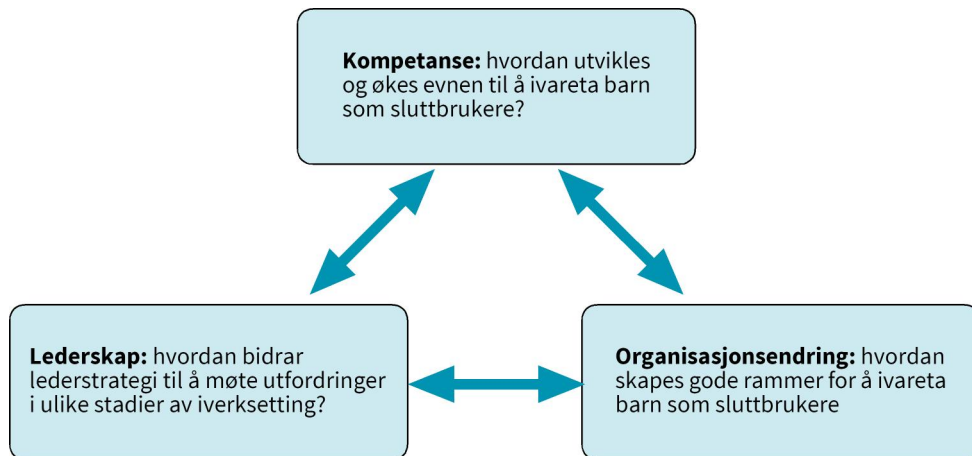 Kompetanse: hvordan utvikles
og økes evnen til å ivareta barn
som sluttbrukere?
Lederskap: hvordan bidrar
lederstrategi til å møte utfordringer
i ulike stadier av iverksetting?
Organisasjonsendring: hvordan
skapes gode rammer for å ivareta
barn som sluttbrukere